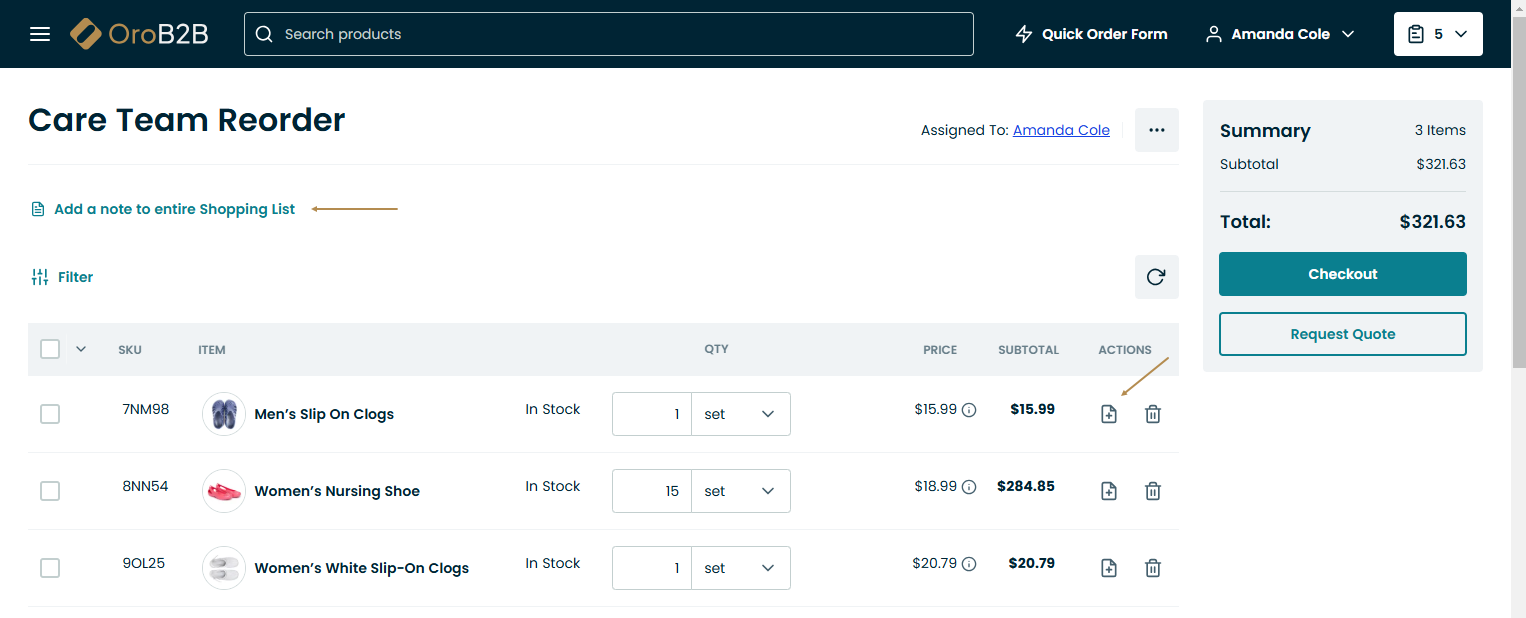 OroB2B
Search products
Quick Order Form
Amanda Cole
5
Care Team Reorder
Assigned To: Amanda Cole
Add a note to entire Shopping List
Filter
Summary 3 Items
Subtotal $321.63
Total: $321.63
Checkout
Request Quote
SKU ITEM QTY PRICE SUBTOTAL ACTIONS
7NM98 Men’s Slip On Clogs In Stock 1 set $15.99 $15.99
8NN54 Women’s Nursing Shoe In Stock 15 set $18.99 $284.85
9OL25 Women’s White Slip-On Clogs In Stock 1 set $20.79 $20.79